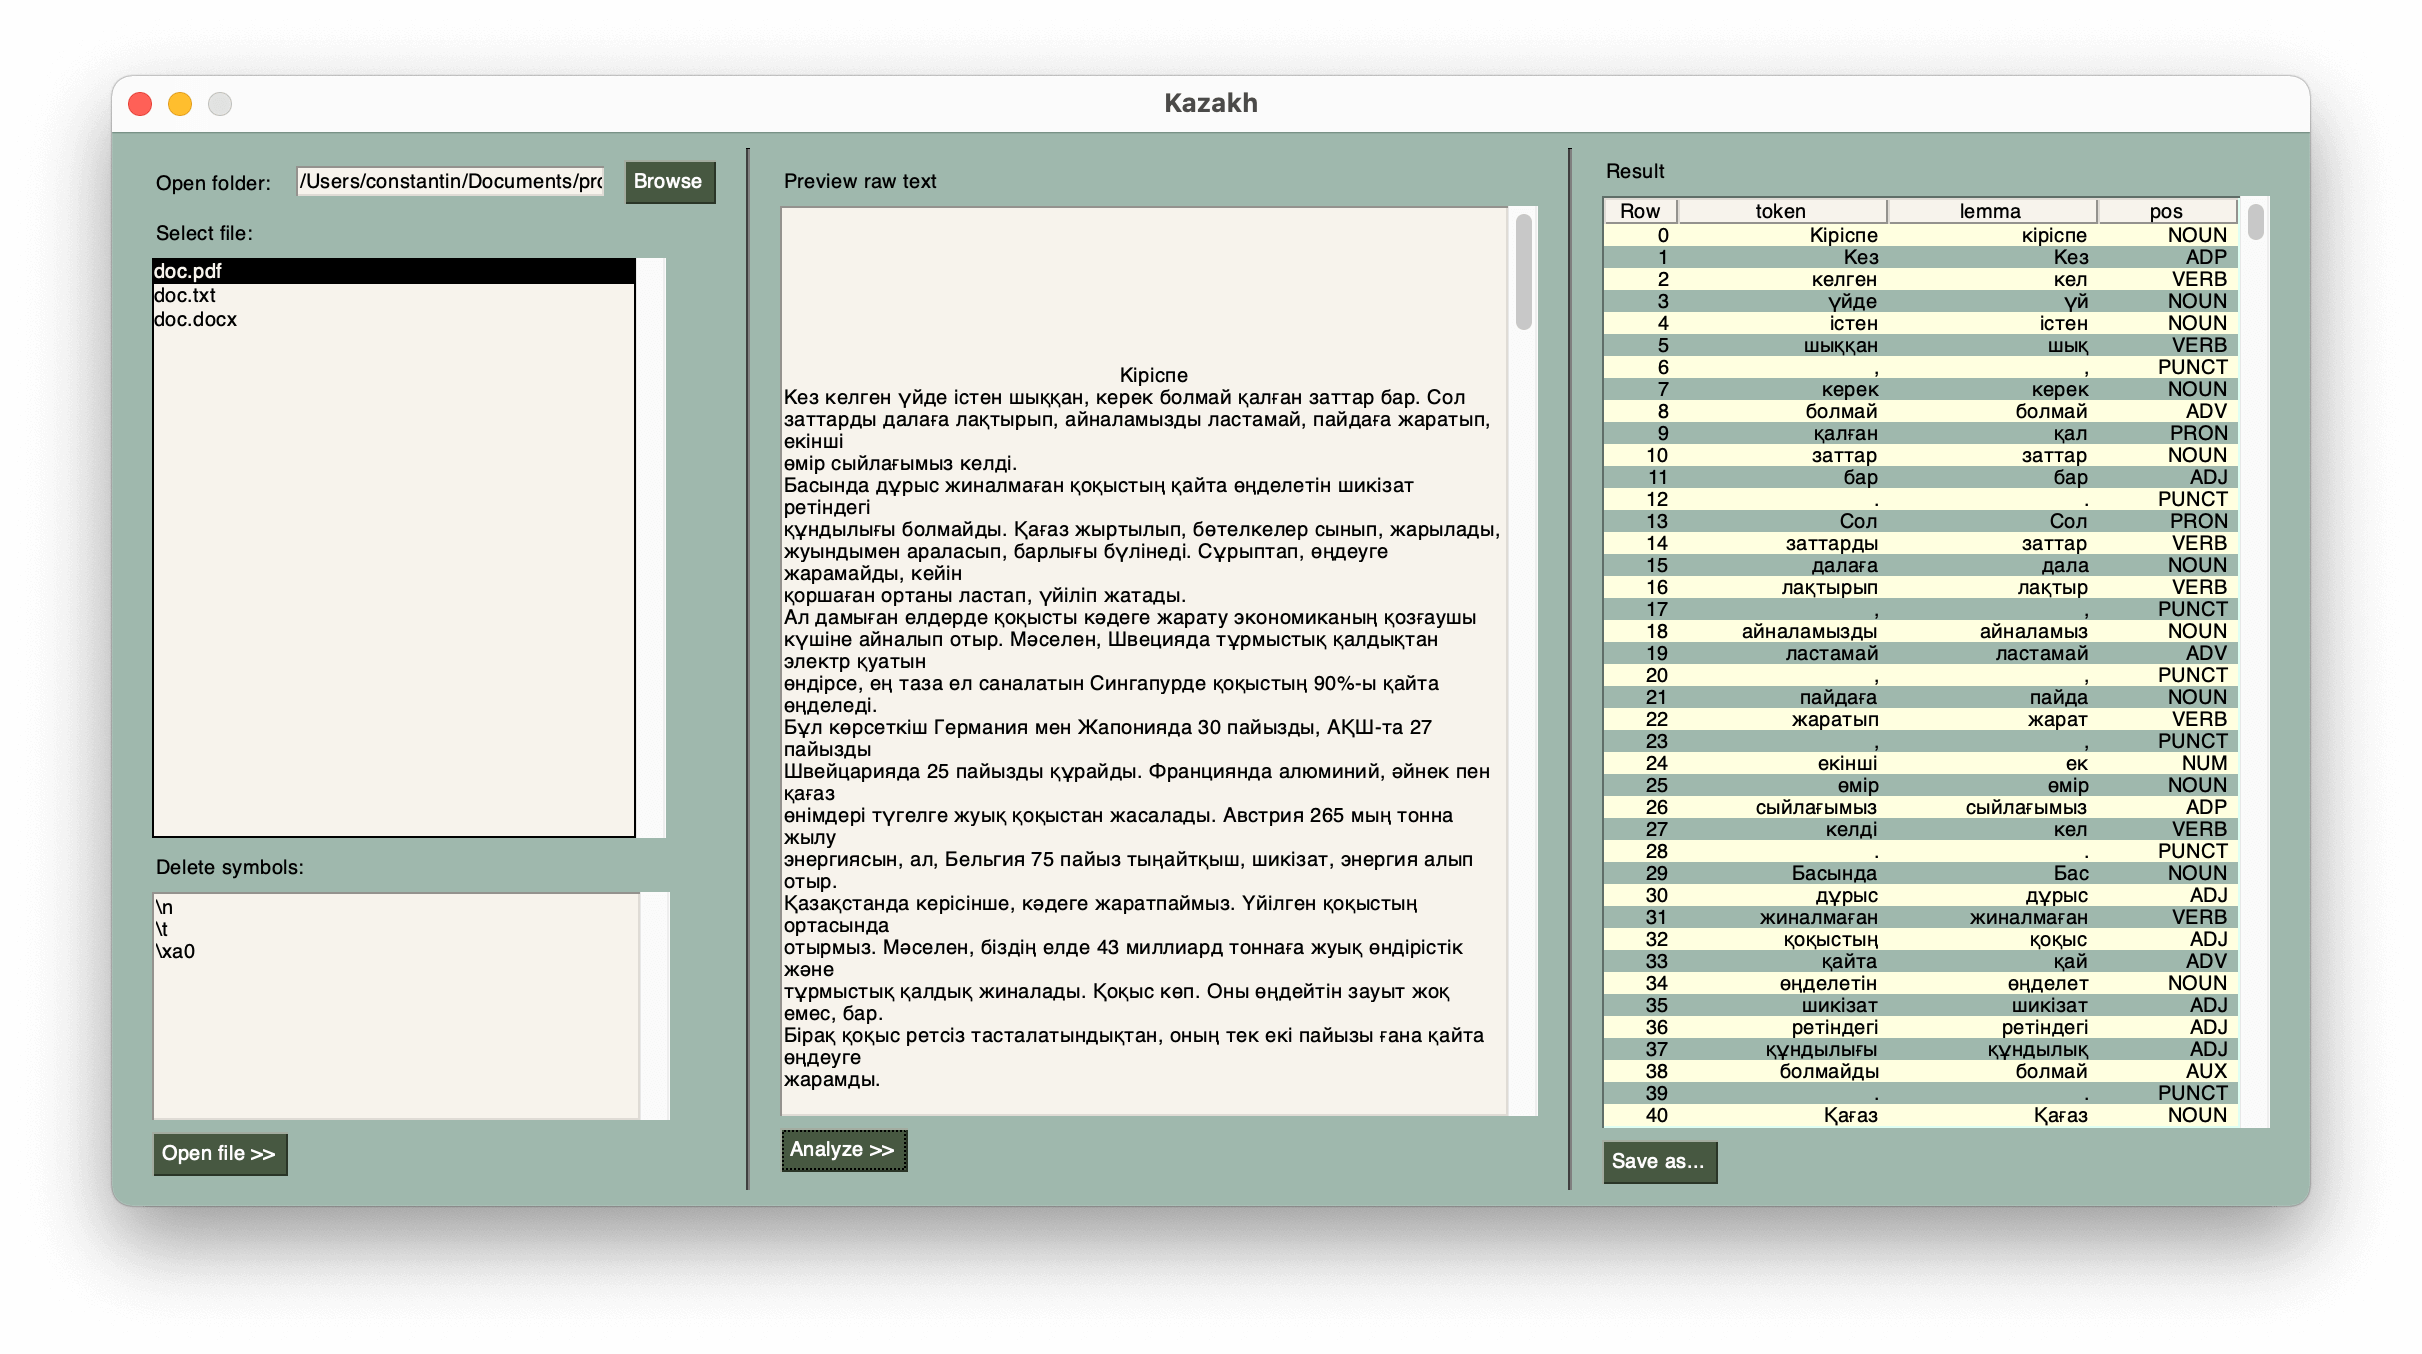 Kazakh
Open folder:
/Users/constantin/Documents/pro
Browse
Select file:
doc.pdf
doc.txt
doc.docx
Delete symbols:
\n
\t
\xa0
Open file >>
Preview raw text
Кіріспе
Кез келген үйде істен шыққан, керек болмай қалған заттар бар. Сол
заттарды далаға лақтырып, айналамызды ластамай, пайдаға жаратып,
екінші
өмір сыйлағымыз келді.
Басында дұрыс жиналмаған қоқыстың қайта өңделетін шикізат
ретіндегі
құндылығы болмайды. Қағаз жыртылып, бөтелкелер сынып, жарылады,
жуындымен араласып, барлығы бүлінеді. Сұрыптап, өңдеуге
жарамайды, кейін
қоршаған ортаны ластап, үйіліп жатады.
Ал дамыған елдерде қоқысты кәдеге жарату экономиканың қозғаушы
күшіне айналып отыр. Мәселен, Швецияда тұрмыстық қалдықтан
электр қуатын
өндірсе, ең таза ел саналатын Сингапурде қоқыстың 90%-ы қайта
өңделеді.
Бұл көрсеткіш Германия мен Жапонияда 30 пайызды, АҚШ-та 27
пайызды
Швейцарияда 25 пайызды құрайды. Франциянда алюминий, әйнек пен
қағаз
өнімдері түгелге жуық қоқыстан жасалады. Австрия 265 мың тонна
жылу
энергиясын, ал, Бельгия 75 пайыз тыңайтқыш, шикізат, энергия алып
отыр.
Қазақстанда керісінше, кәдеге жаратпаймыз. Үйілген қоқыстың
ортасында
отырмыз. Мәселен, біздің елде 43 миллиард тоннаға жуық өндірістік
және
тұрмыстық қалдық жиналады. Қоқыс көп. Оны өңдейтін зауыт жоқ
емес, бар.
Бірақ қоқыс ретсіз тасталатындықтан, оның тек екі пайызы ғана қайта
өңдеуге
жарамды.
Analyze >>
Result
Row token lemma pos
0 Кіріспе кіріспе NOUN
1 Кез Кез ADP
2 келген кел VERB
3 үйде үй NOUN
4 істен істен NOUN
5 шыққан шық VERB
6 , , PUNCT
7 керек керек NOUN
8 болмай болмай ADV
9 қалған қал PRON
10 заттар заттар NOUN
11 бар бар ADJ
12 . . PUNCT
13 Сол Сол PRON
14 заттарды заттар VERB
15 далаға дала NOUN
16 лақтырып лақтыр VERB
17 , , PUNCT
18 айналамызды айналамыз NOUN
19 ластамай ластамай ADV
20 , , PUNCT
21 пайдаға пайда NOUN
22 жаратып жарат VERB
23 , , PUNCT
24 екінші ек NUM
25 өмір өмір NOUN
26 сыйлағымыз сыйлағымыз ADP
27 келді кел VERB
28 . . PUNCT
29 Басында Бас NOUN
30 дұрыс дұрыс ADJ
31 жиналмаған жиналмаған VERB
32 қоқыстың қоқыс ADJ
33 қайта қай ADV
34 өңделетін өңделет NOUN
35 шикізат шикізат ADJ
36 ретіндегі ретіндегі ADJ
37 құндылығы құндылық ADJ
38 болмайды болмай AUX
39 . . PUNCT
40 Қағаз Қағаз NOUN
Save as...